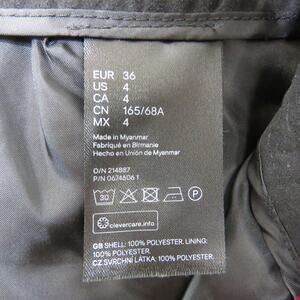 EUR 36
US 4
CA 4
CN 165/68A
MX 4
Made in Myanmar
Fabriqué en Birmanie
Hecho en Unión de Myanmar
O/N 214887
P/N 0674606 1
30
P
clevercare.info
GB SHELL: 100% POLYESTER. LINING:
100% POLYESTER.
CZ SVRCHNI LÁTKA: 100% POLYESTER.